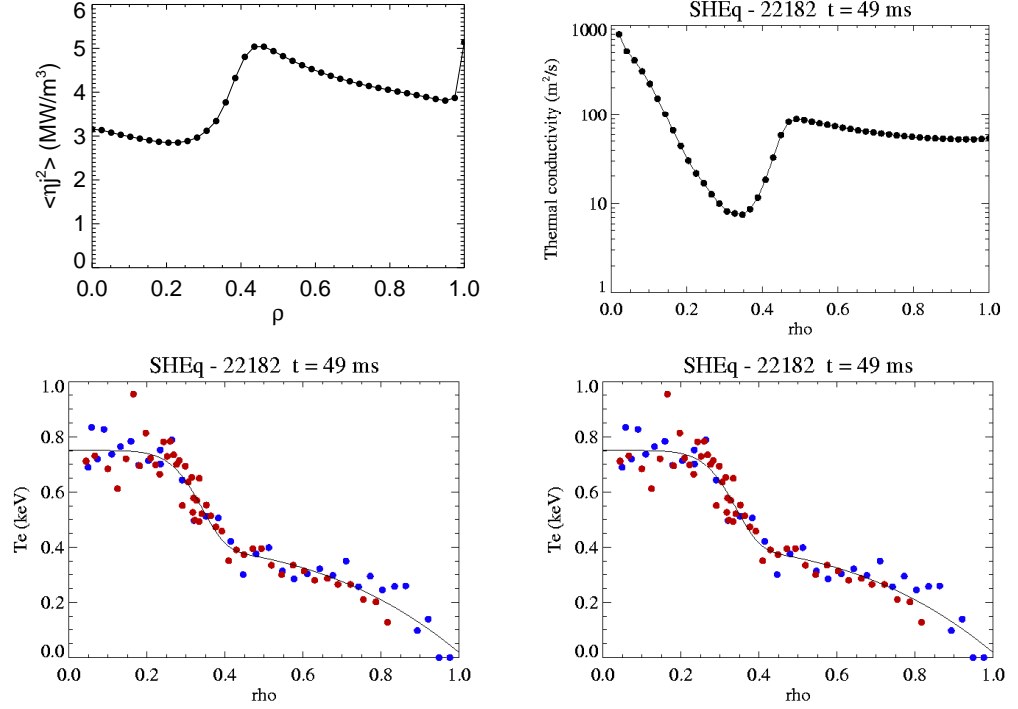 6
5
4
3
2
1
0
<ηj²> (MW/m³)
0.0 0.2 0.4 0.6 0.8 1.0
ρ
SHEq - 22182 t = 49 ms
1000
100
10
1
Thermal conductivity (m²/s)
0.0 0.2 0.4 0.6 0.8 1.0
rho
SHEq - 22182 t = 49 ms
1.0
0.8
0.6
0.4
0.2
0.0
Te (keV)
0.0 0.2 0.4 0.6 0.8 1.0
rho
SHEq - 22182 t = 49 ms
1.0
0.8
0.6
0.4
0.2
0.0
Te (keV)
0.0 0.2 0.4 0.6 0.8 1.0
rho